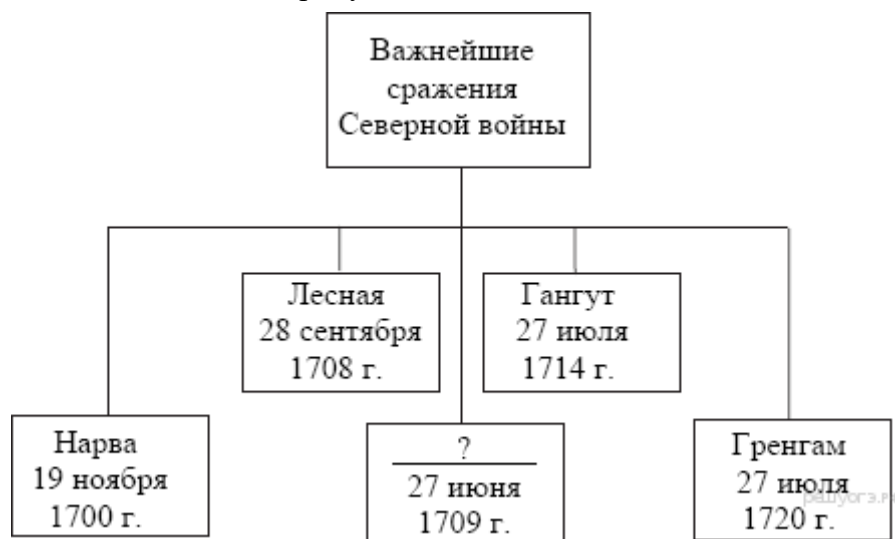 Важнейшие
сражения
Северной войны
Лесная
28 сентября
1708 г.
Гангут
27 июля
1714 г.
Нарва
19 ноября
1700 г.
?
27 июня
1709 г.
Гренгам
27 июля
1720 г.